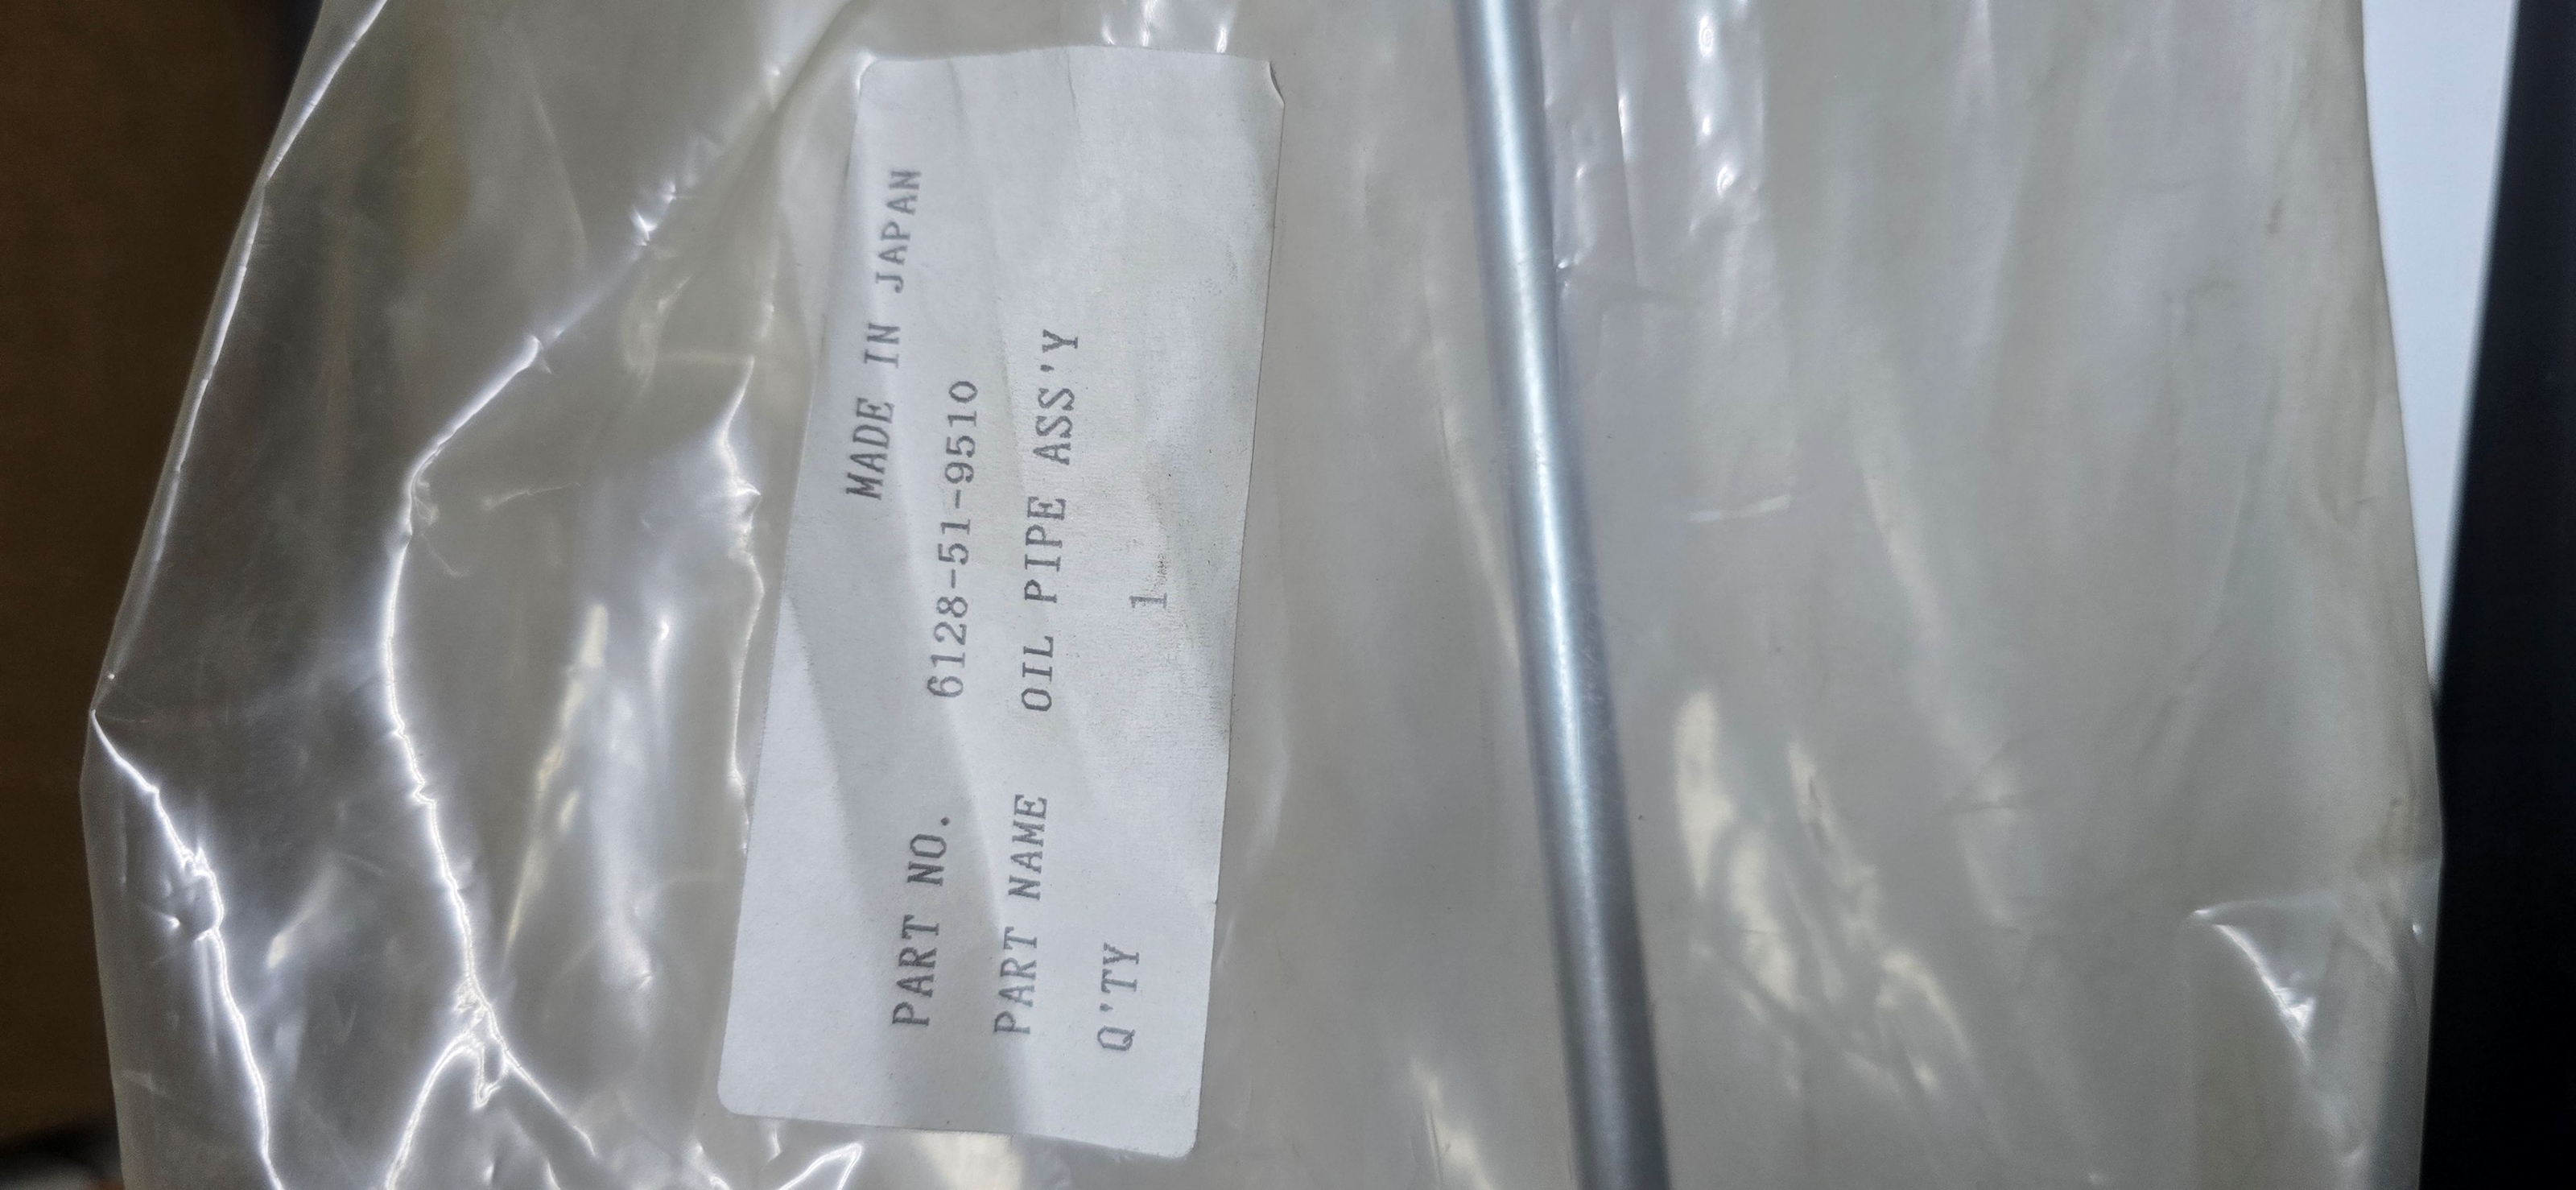 MADE IN JAPAN
PART NO. 6128-51-9510
PART NAME OIL PIPE ASS'Y
Q'TY 1